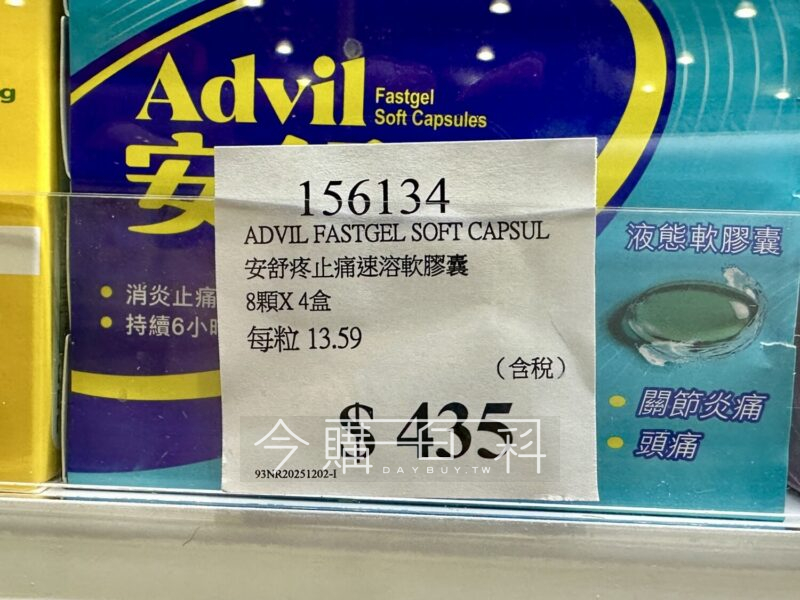 g
Advil
Fastgel
Soft Capsules
安
156134
ADVIL FASTGEL SOFT CAPSUL
安舒疼止痛速溶軟膠囊
8顆X 4盒
每粒 13.59
（含稅）
$ 435
93NR20251202-I
今購百科
DAYBUY.TW
• 消炎止痛
• 持續6小時
液態軟膠囊
• 關節炎痛
• 頭痛